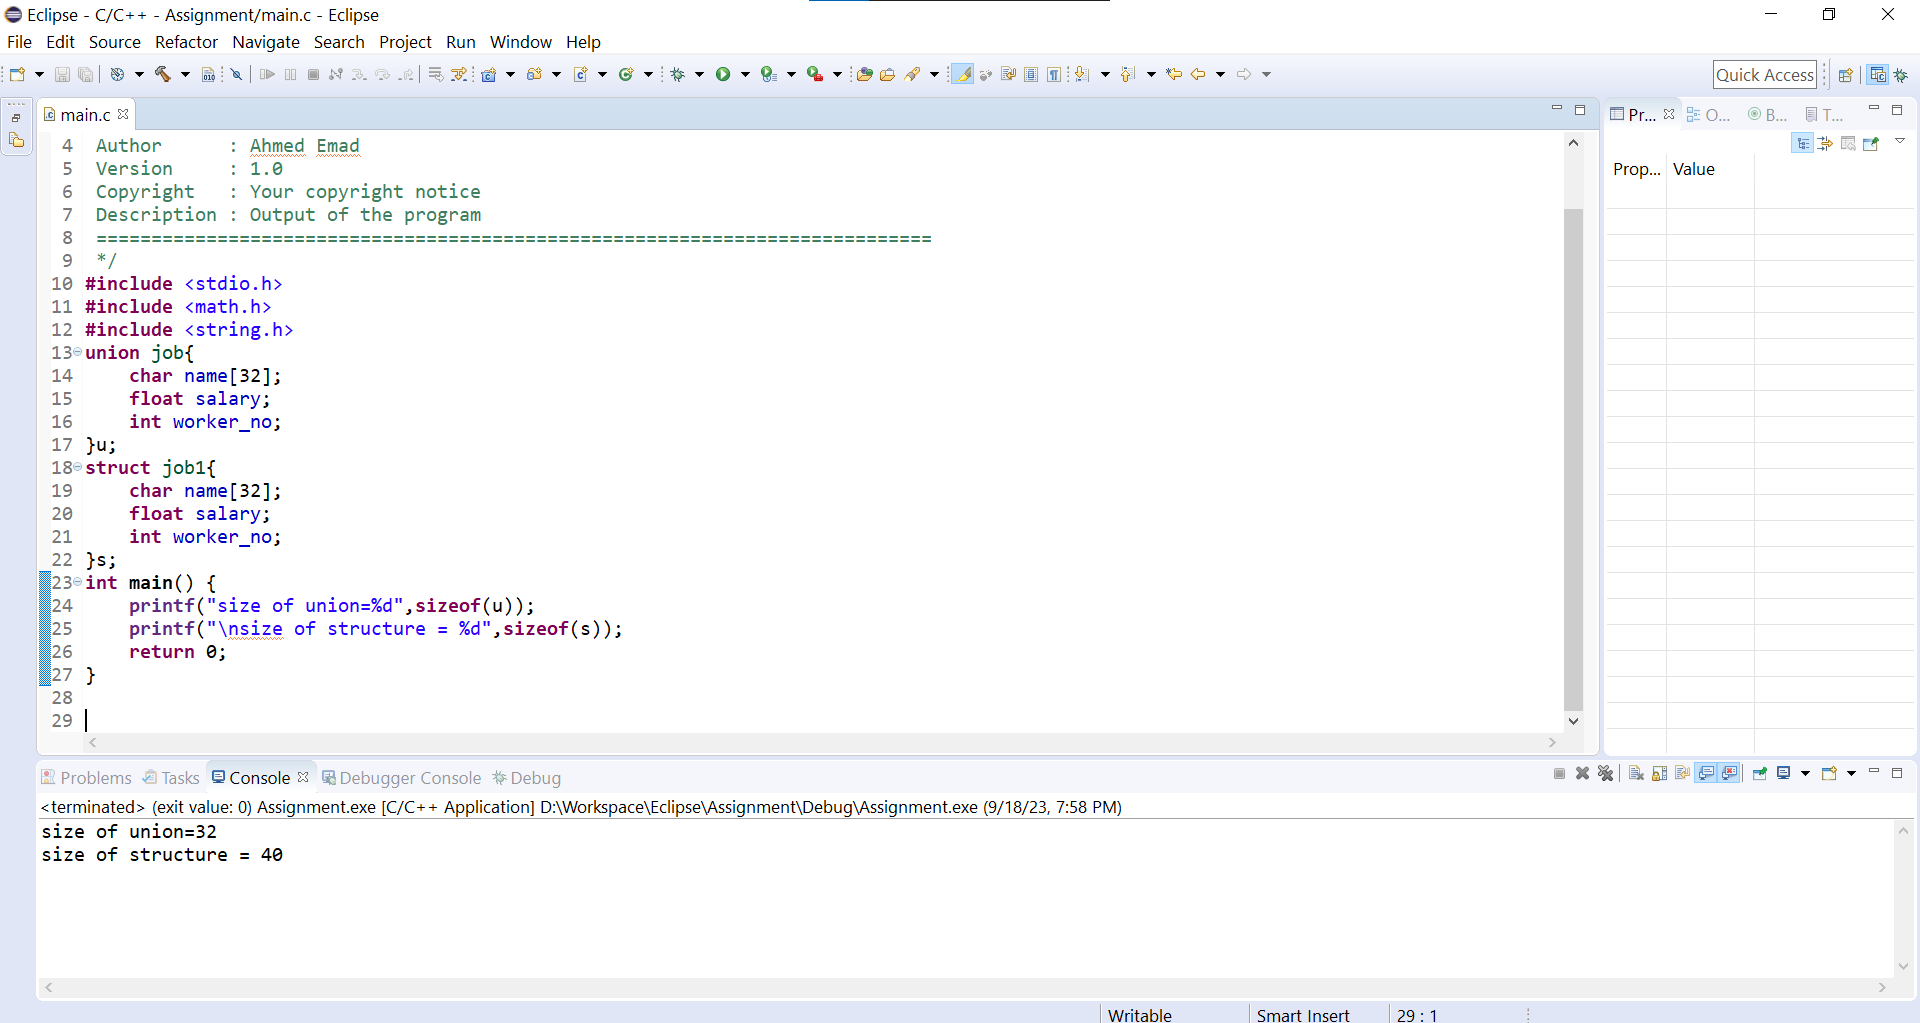 Eclipse - C/C++ - Assignment/main.c - Eclipse
File Edit Source Refactor Navigate Search Project Run Window Help
Quick Access
main.c
Pr... O... B... T...
Prop... Value
4 Author : Ahmed Emad
5 Version : 1.0
6 Copyright : Your copyright notice
7 Description : Output of the program
8 ============================================================================
9 */
10 #include <stdio.h>
11 #include <math.h>
12 #include <string.h>
13 union job{
14 char name[32];
15 float salary;
16 int worker_no;
17 }u;
18 struct job1{
19 char name[32];
20 float salary;
21 int worker_no;
22 }s;
23 int main() {
24 printf("size of union=%d",sizeof(u));
25 printf("\nsize of structure = %d",sizeof(s));
26 return 0;
27 }
28
29
Problems Tasks Console Debugger Console Debug
<terminated> (exit value: 0) Assignment.exe [C/C++ Application] D:\Workspace\Eclipse\Assignment\Debug\Assignment.exe (9/18/23, 7:58 PM)
size of union=32
size of structure = 40
Writable Smart Insert 29 : 1